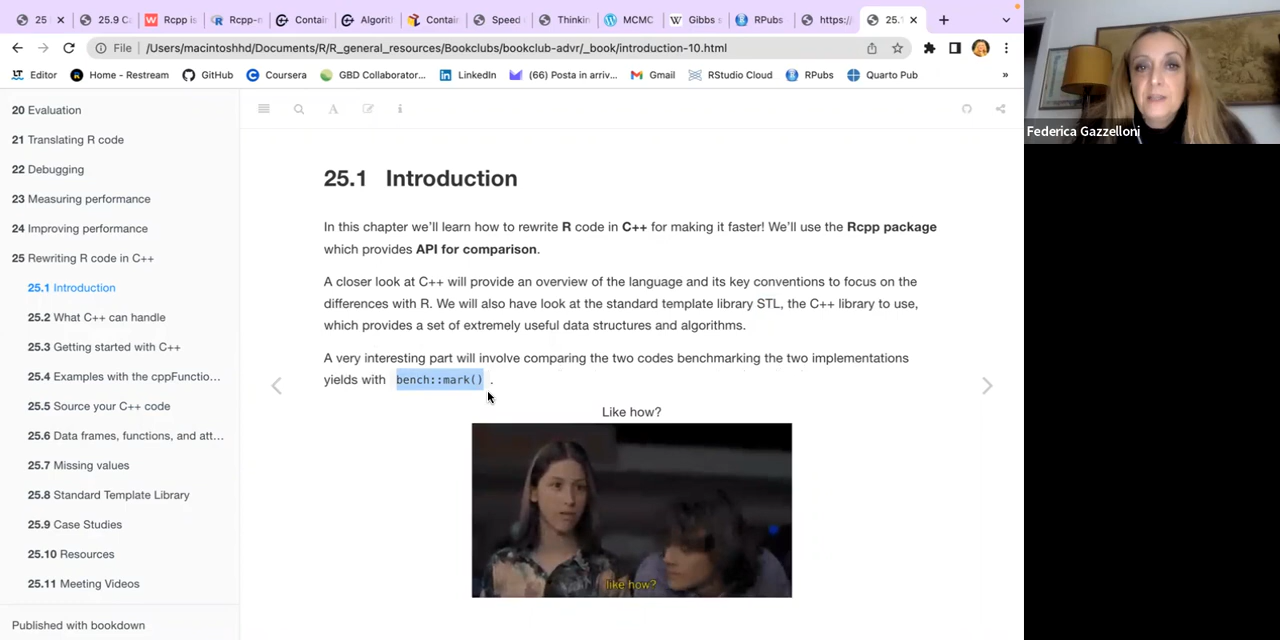 25
25.9 C
Rcpp is
Rcpp-r
Contain
Algorit
Contain
Speed
Thinkin
MCMC
Gibbs s
RPubs
https:/
25.1
File
/Users/macintoshhd/Documents/R/R_general_resources/Bookclubs/bookclub-advr/_book/introduction-10.html
Editor
Home - Restream
GitHub
Coursera
GBD Collaborator...
LinkedIn
(66) Posta in arriv...
Gmail
RStudio Cloud
RPubs
Quarto Pub
»
Federica Gazzelloni
20 Evaluation
21 Translating R code
22 Debugging
23 Measuring performance
24 Improving performance
25 Rewriting R code in C++
25.1 Introduction
25.2 What C++ can handle
25.3 Getting started with C++
25.4 Examples with the cppFunctio...
25.5 Source your C++ code
25.6 Data frames, functions, and att...
25.7 Missing values
25.8 Standard Template Library
25.9 Case Studies
25.10 Resources
25.11 Meeting Videos
Published with bookdown
25.1 Introduction
In this chapter we'll learn how to rewrite R code in C++ for making it faster! We'll use the Rcpp package
which provides API for comparison.
A closer look at C++ will provide an overview of the language and its key conventions to focus on the
differences with R. We will also have look at the standard template library STL, the C++ library to use,
which provides a set of extremely useful data structures and algorithms.
A very interesting part will involve comparing the two codes benchmarking the two implementations
yields with bench::mark() .
Like how?
like how?